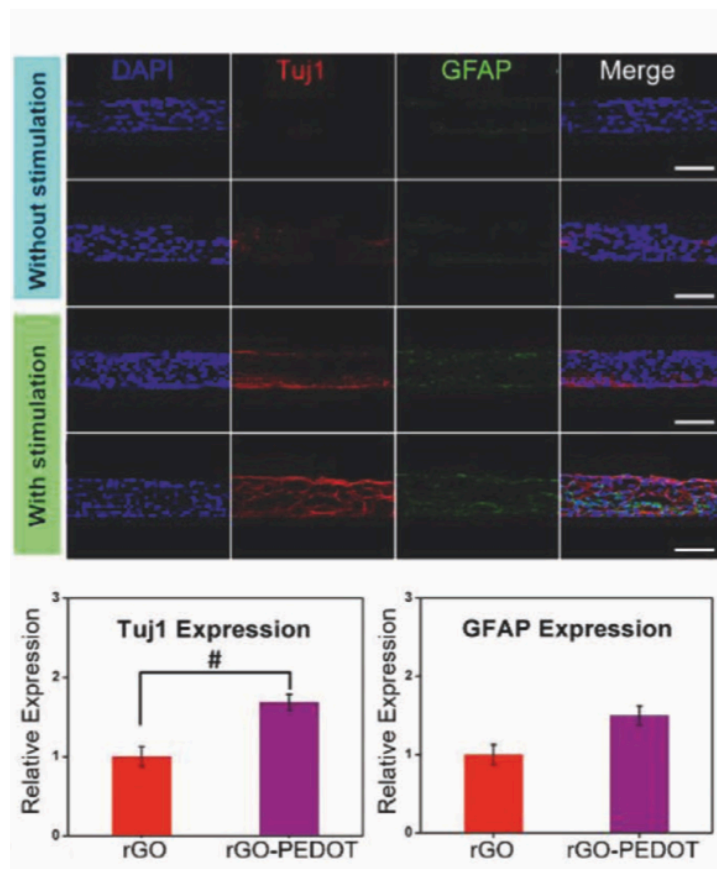 DAPI Tuj1 GFAP Merge
Without stimulation
With stimulation
3
2
1
0
Relative Expression
Tuj1 Expression
#
rGO rGO-PEDOT
3
2
1
0
Relative Expression
GFAP Expression
rGO rGO-PEDOT